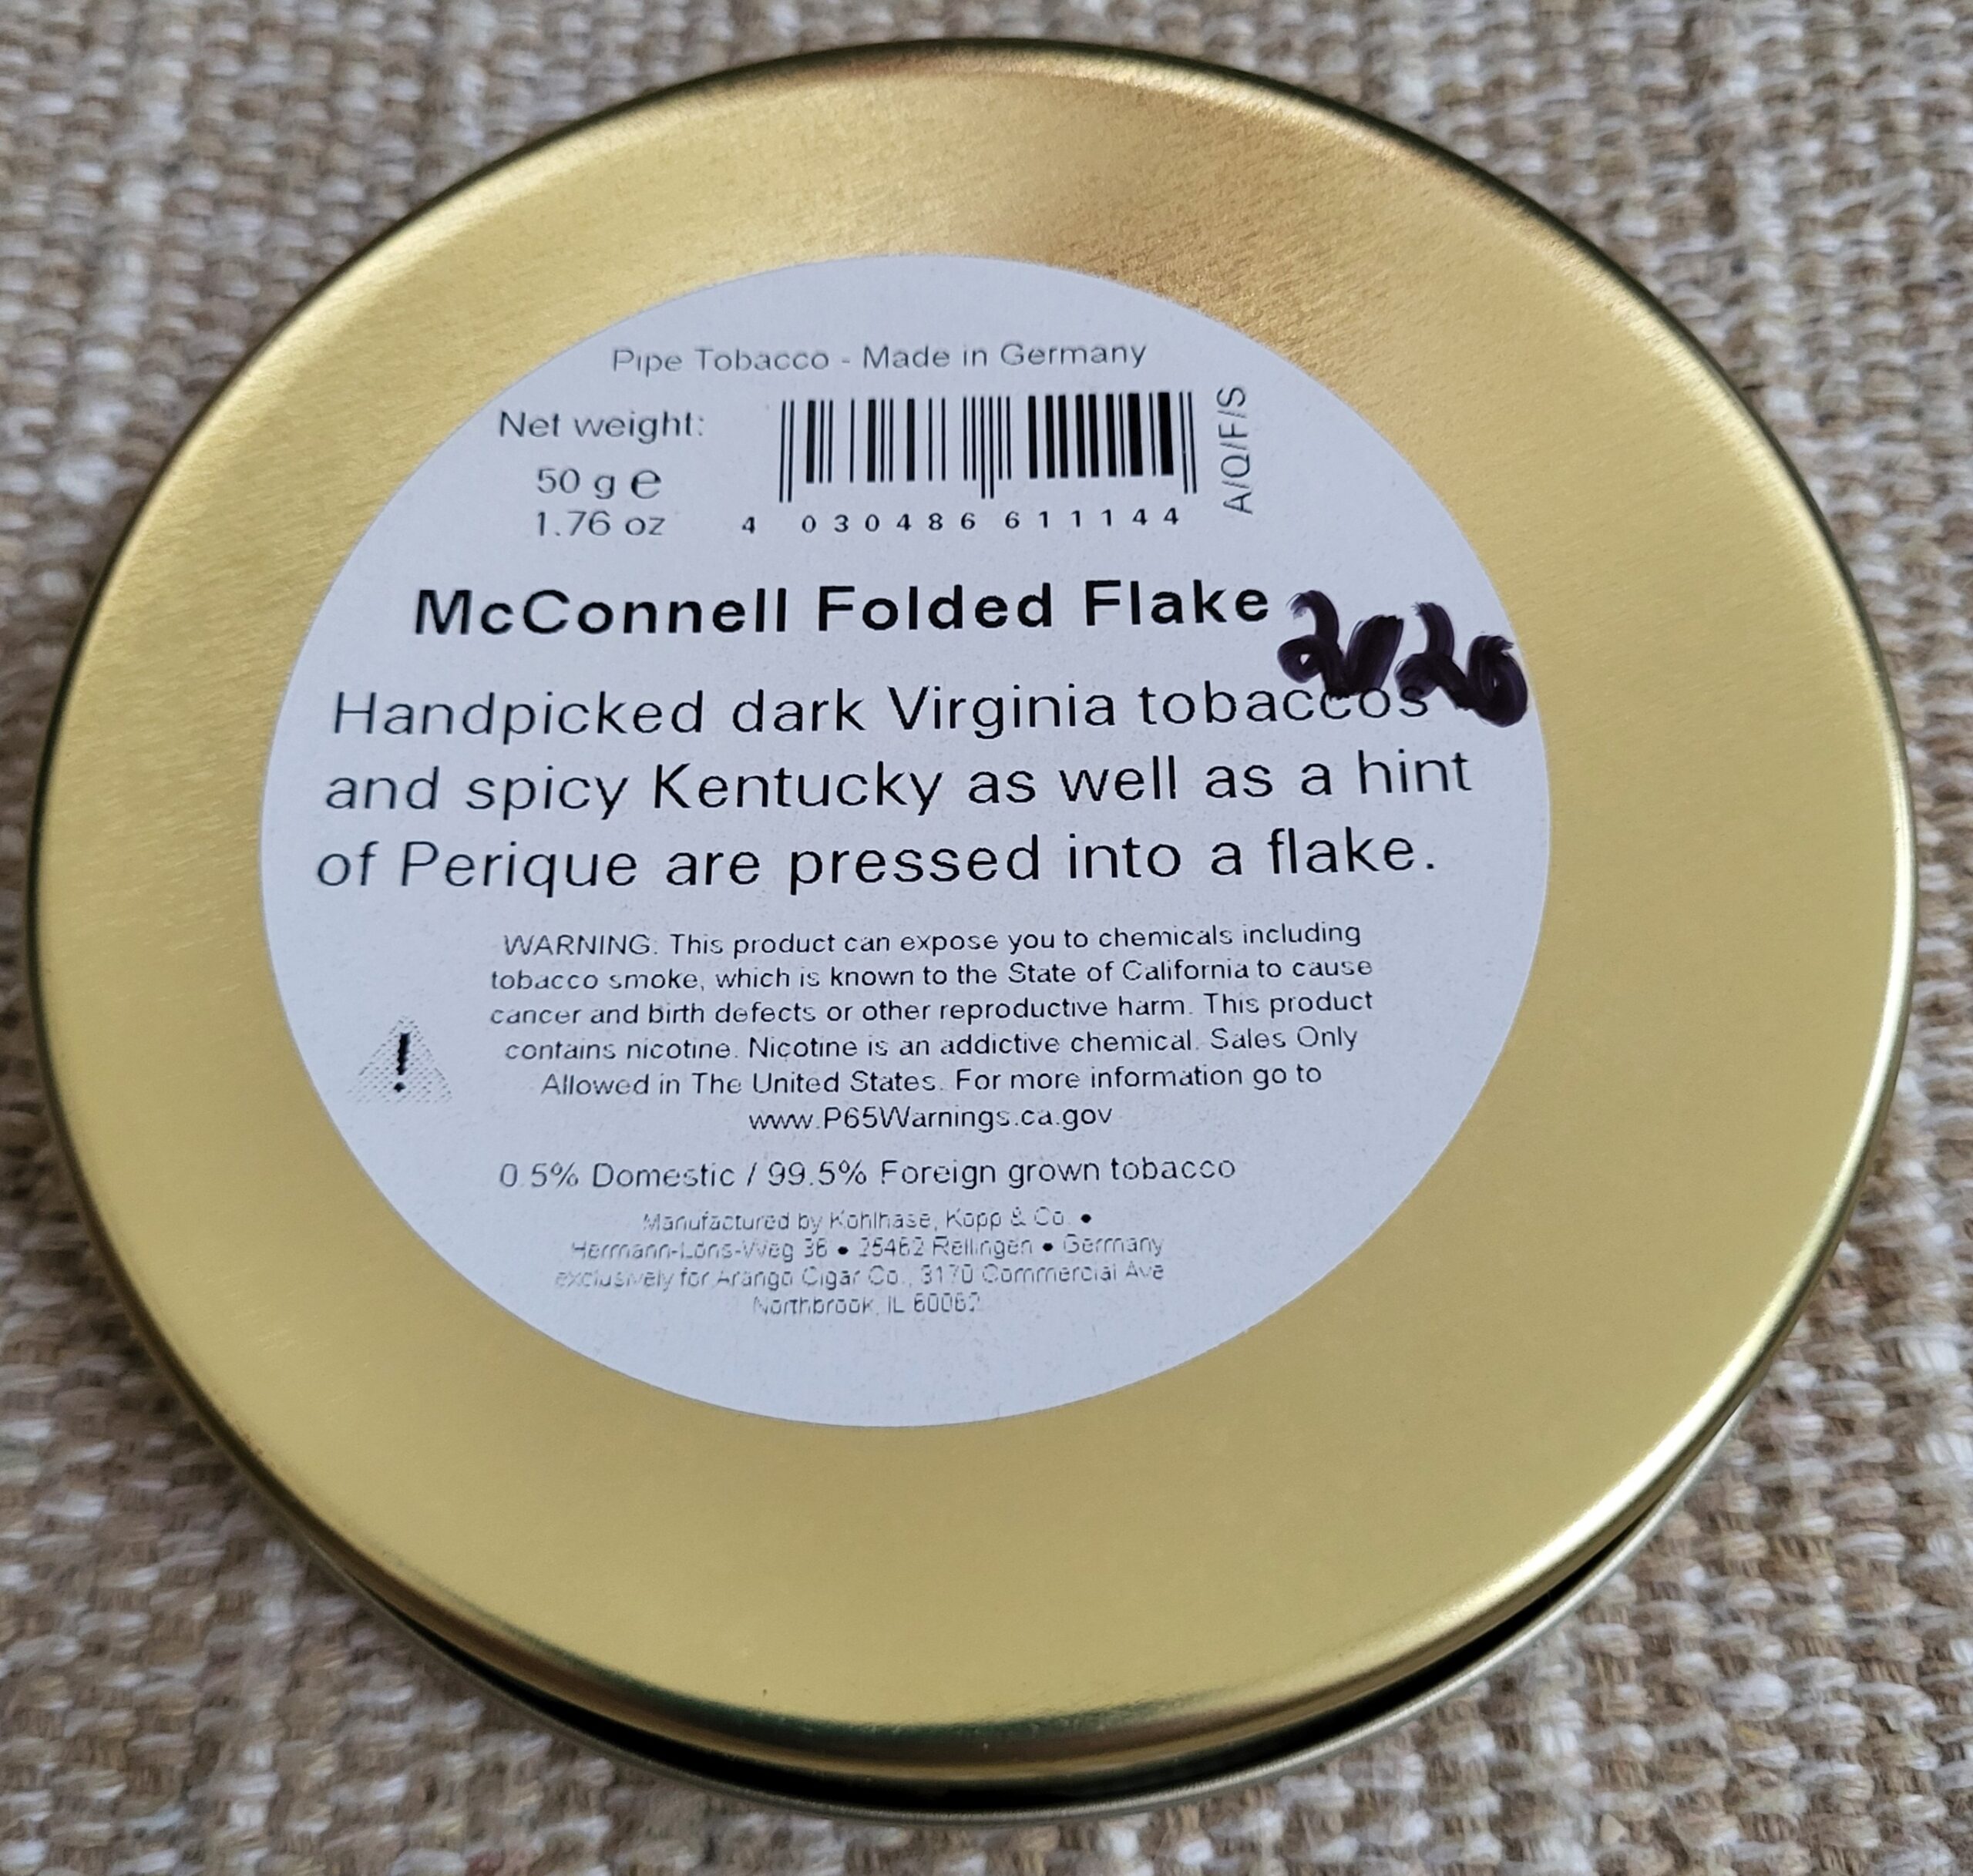 Pipe Tobacco - Made in Germany
Net weight:
50 g e
1.76 oz
4 030486 611144
A/Q/F/S
McConnell Folded Flake
2020
Handpicked dark Virginia tobaccos
and spicy Kentucky as well as a hint
of Perique are pressed into a flake.
WARNING: This product can expose you to chemicals including
tobacco smoke, which is known to the State of California to cause
cancer and birth defects or other reproductive harm. This product
contains nicotine. Nicotine is an addictive chemical. Sales Only
Allowed in The United States. For more information go to
www.P65Warnings.ca.gov
!
0.5% Domestic / 99.5% Foreign grown tobacco
Manufactured by Kohlhase, Kopp & Co. •
Hermann-Löns-Weg 36 • 25462 Rellingen • Germany
exclusively for Arango Cigar Co., 3170 Commercial Ave
Northbrook, IL 60062